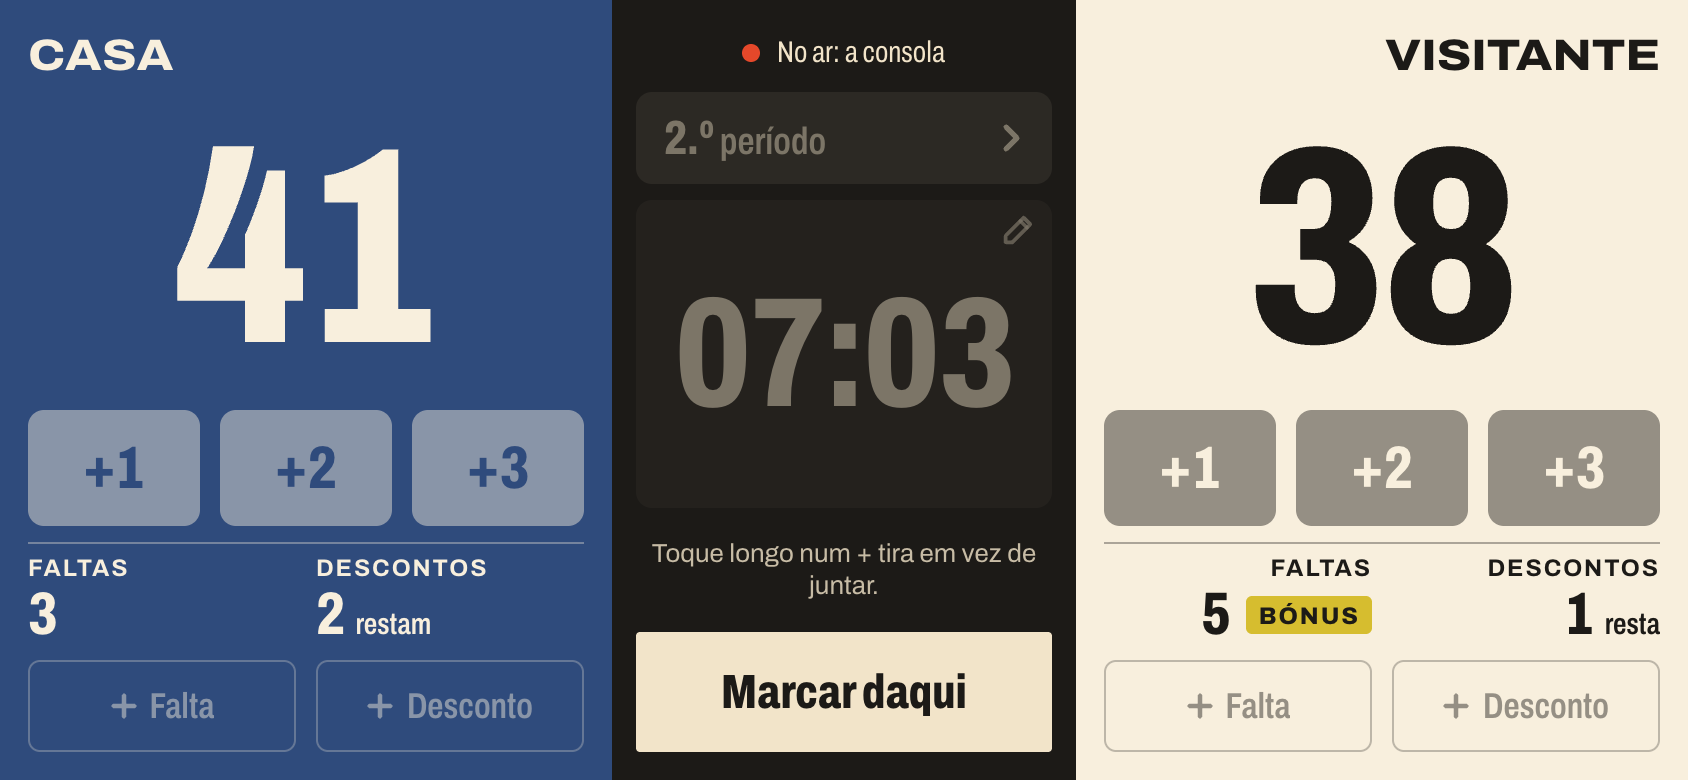 CASA
41
+1 +2 +3
FALTAS DESCONTOS
3 2 restam
+ Falta + Desconto
No ar: a consola
2.º período
07:03
Toque longo num + tira em vez de
juntar.
Marcar daqui
VISITANTE
38
+1 +2 +3
FALTAS DESCONTOS
5 BÓNUS 1 resta
+ Falta + Desconto